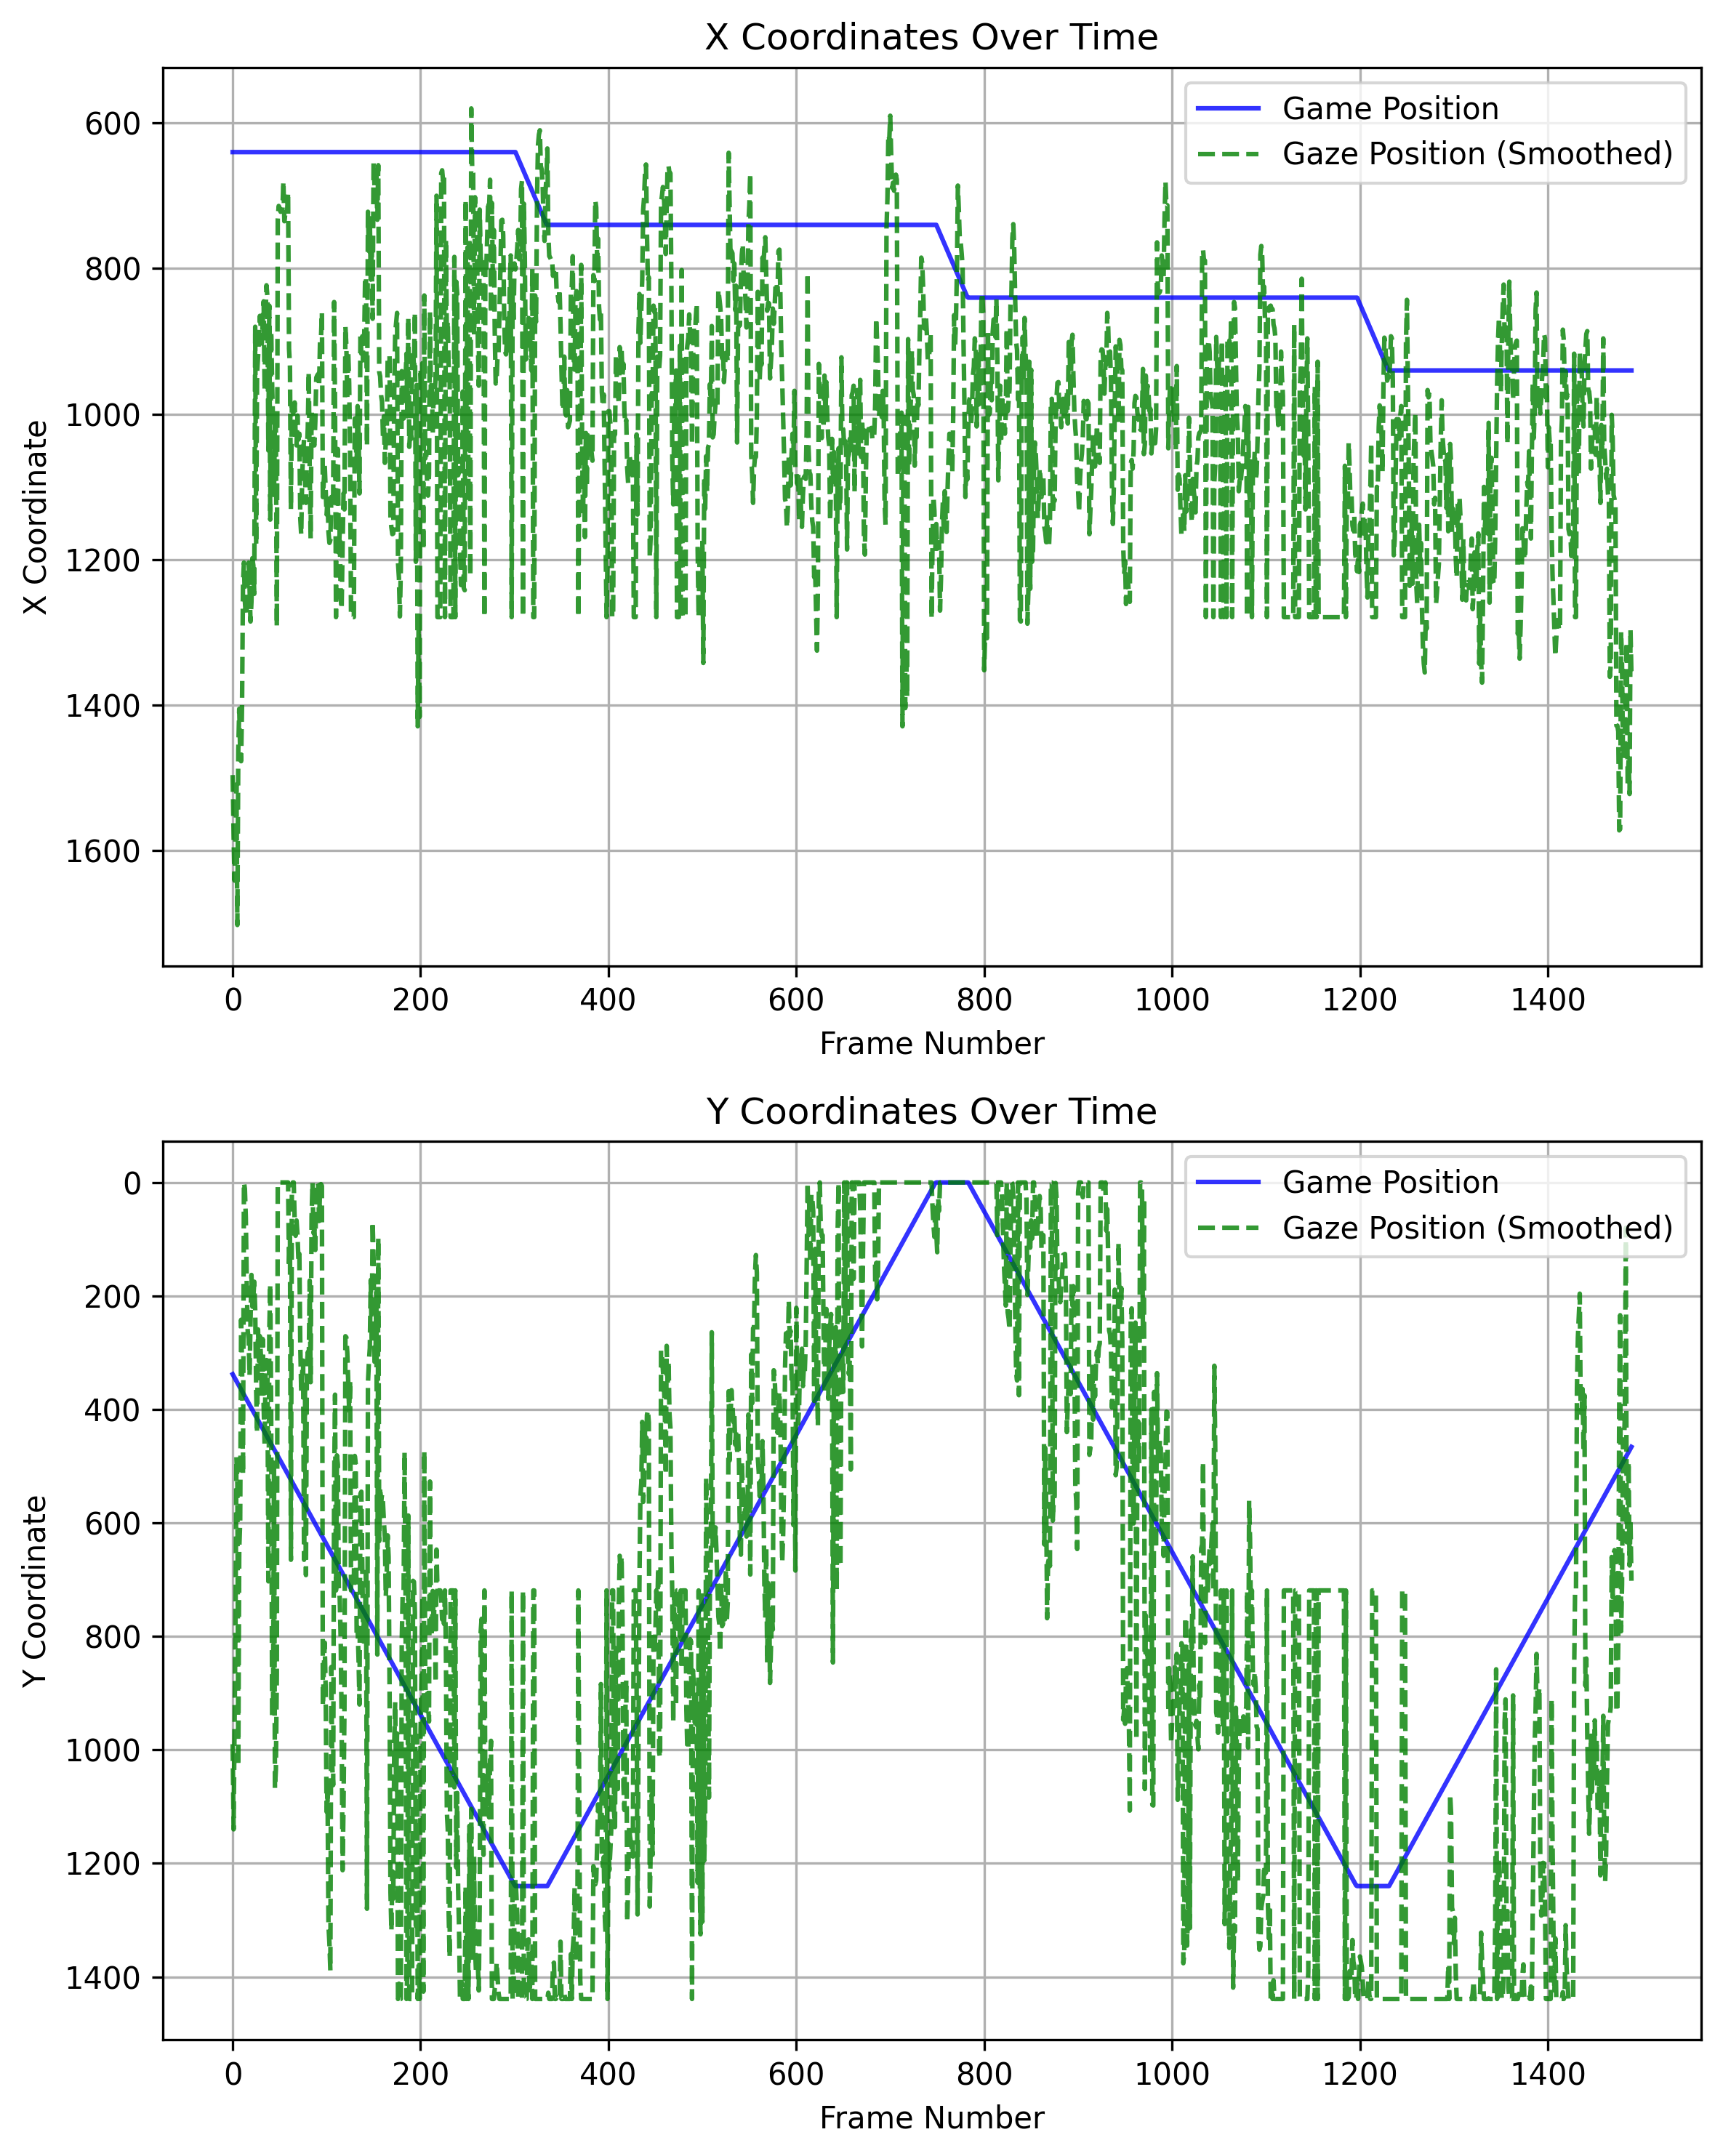 X Coordinates Over Time
Game Position
Gaze Position (Smoothed)
600
800
1000
1200
1400
1600
X Coordinate
0 200 400 600 800 1000 1200 1400
Frame Number
Y Coordinates Over Time
Game Position
Gaze Position (Smoothed)
0
200
400
600
800
1000
1200
1400
Y Coordinate
0 200 400 600 800 1000 1200 1400
Frame Number